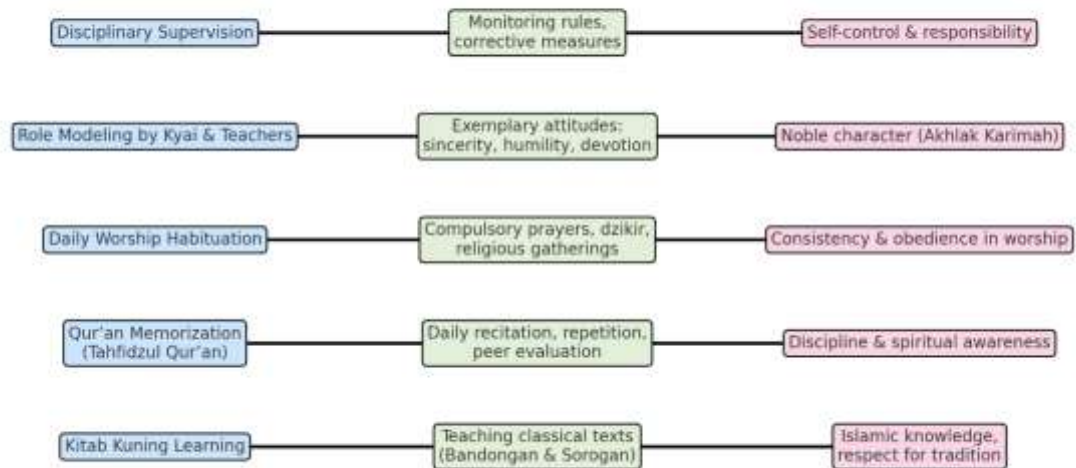 Disciplinary Supervision
Monitoring rules,
corrective measures
Self-control & responsibility
Role Modeling by Kyai & Teachers
Exemplary attitudes:
sincerity, humility, devotion
Noble character (Akhlak Karimah)
Daily Worship Habituation
Compulsory prayers, dzikir,
religious gatherings
Consistency & obedience in worship
Qur'an Memorization
(Tahfidzul Qur'an)
Daily recitation, repetition,
peer evaluation
Discipline & spiritual awareness
Kitab Kuning Learning
Teaching classical texts
(Bandongan & Sorogan)
Islamic knowledge,
respect for tradition